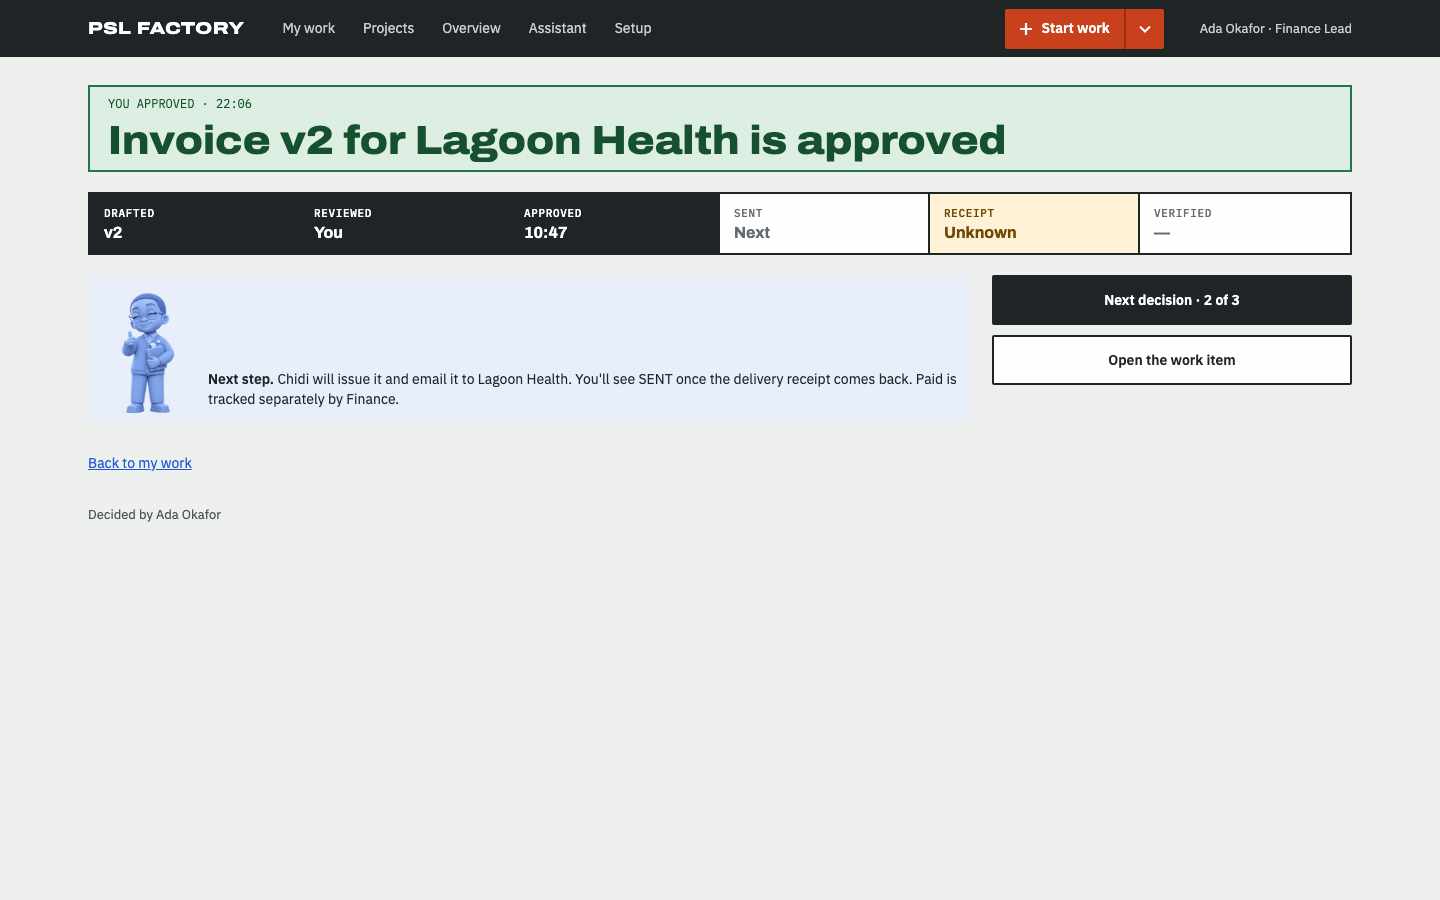 PSL FACTORY
My work
Projects
Overview
Assistant
Setup
+ Start work
Ada Okafor · Finance Lead
YOU APPROVED · 22:06
Invoice v2 for Lagoon Health is approved
DRAFTED
v2
REVIEWED
You
APPROVED
10:47
SENT
Next
RECEIPT
Unknown
VERIFIED
—
Next step. Chidi will issue it and email it to Lagoon Health. You'll see SENT once the delivery receipt comes back. Paid is
tracked separately by Finance.
Next decision · 2 of 3
Open the work item
Back to my work
Decided by Ada Okafor